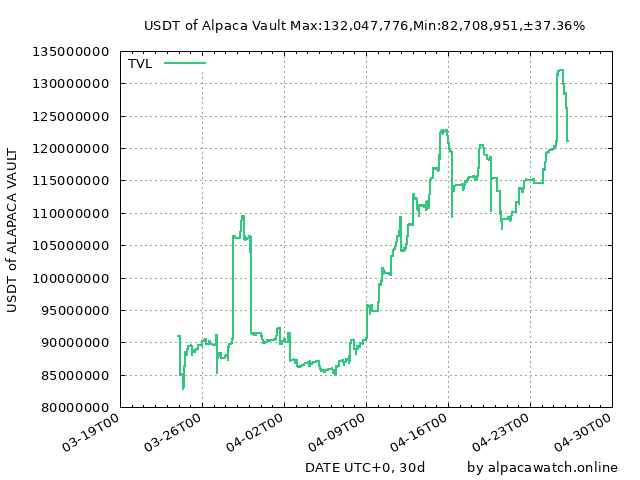 USDT of Alpaca Vault Max:132,047,776,Min:82,708,951,±37.36%
TVL
135000000
130000000
125000000
120000000
115000000
110000000
105000000
100000000
95000000
90000000
85000000
80000000
USDT of ALAPACA VAULT
03-19T00
03-26T00
04-02T00
04-09T00
04-16T00
04-23T00
04-30T00
DATE UTC+0, 30d
by alpacawatch.online